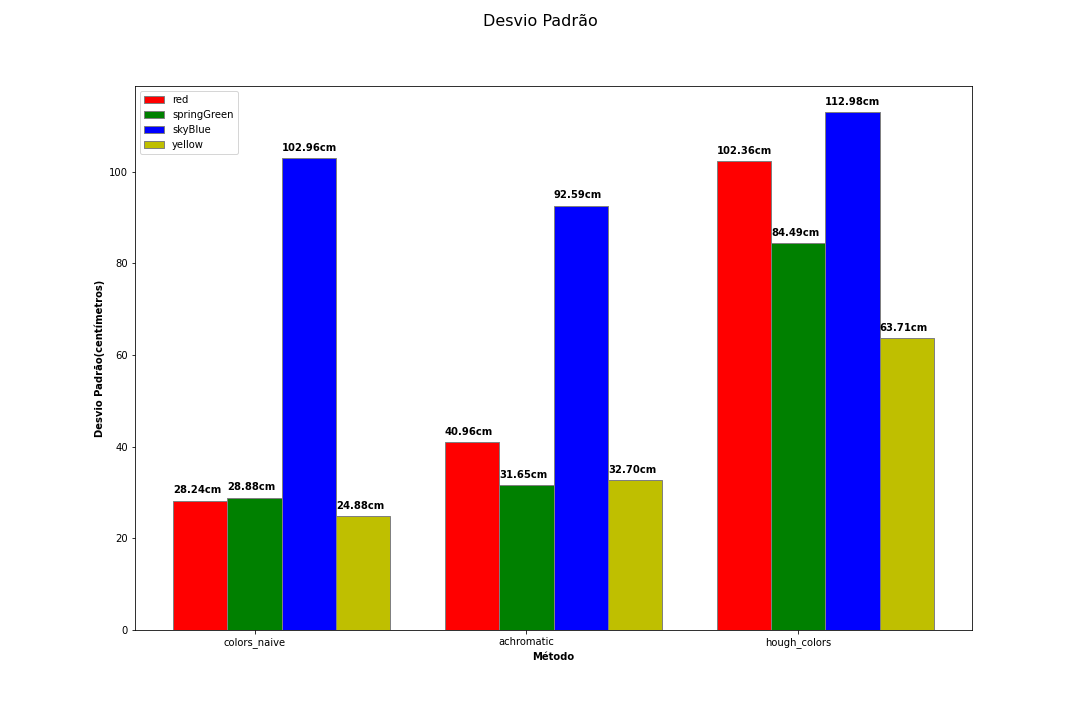 Desvio Padrão
red
springGreen
skyBlue
yellow
Desvio Padrão(centímetros)
100
80
60
40
20
0
28.24cm
28.88cm
102.96cm
24.88cm
40.96cm
31.65cm
92.59cm
32.70cm
102.36cm
84.49cm
112.98cm
63.71cm
colors_naive
achromatic
hough_colors
Método